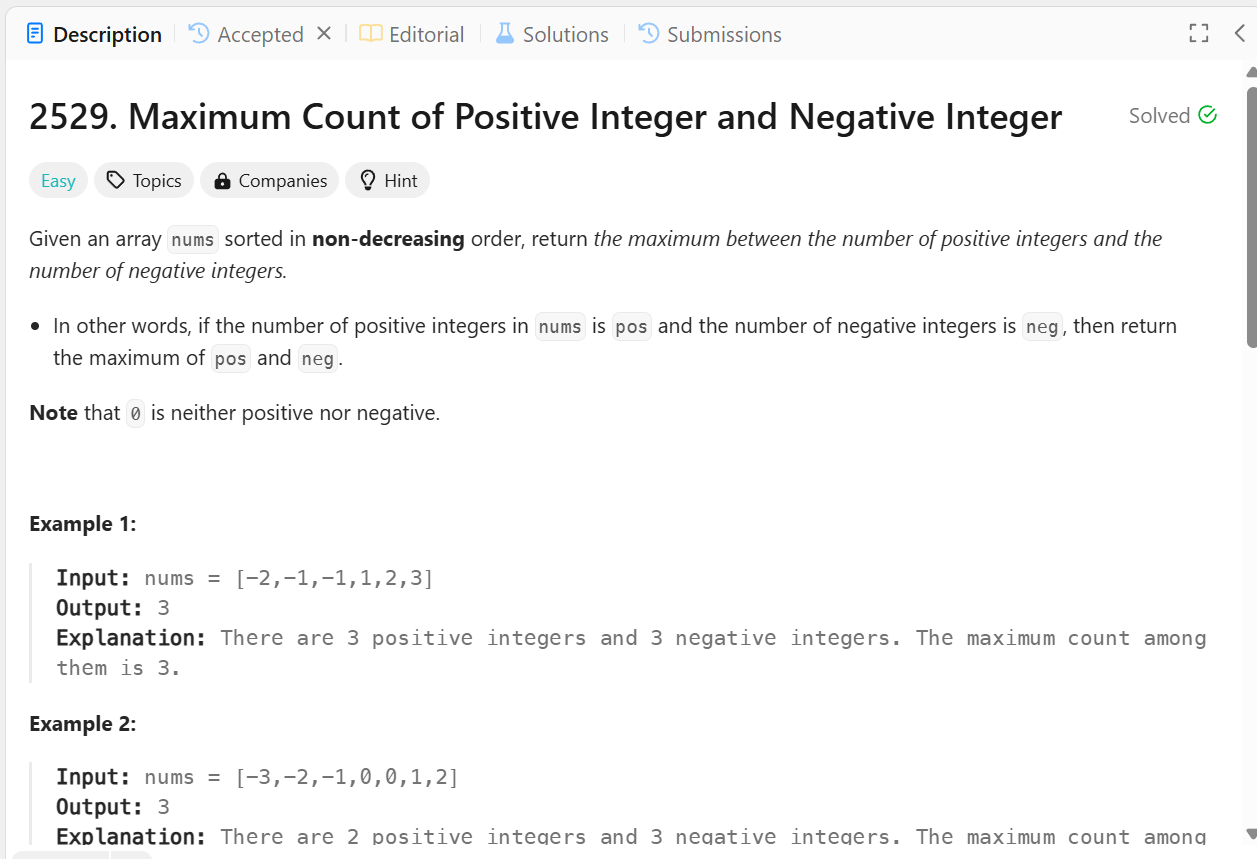 Description Accepted Editorial Solutions Submissions
2529. Maximum Count of Positive Integer and Negative Integer Solved
Easy Topics Companies Hint
Given an array nums sorted in non-decreasing order, return the maximum between the number of positive integers and the
number of negative integers.
• In other words, if the number of positive integers in nums is pos and the number of negative integers is neg, then return
the maximum of pos and neg.
Note that 0 is neither positive nor negative.
Example 1:
Input: nums = [-2,-1,-1,1,2,3]
Output: 3
Explanation: There are 3 positive integers and 3 negative integers. The maximum count among
them is 3.
Example 2:
Input: nums = [-3,-2,-1,0,0,1,2]
Output: 3
Explanation: There are 2 positive integers and 3 negative integers. The maximum count among